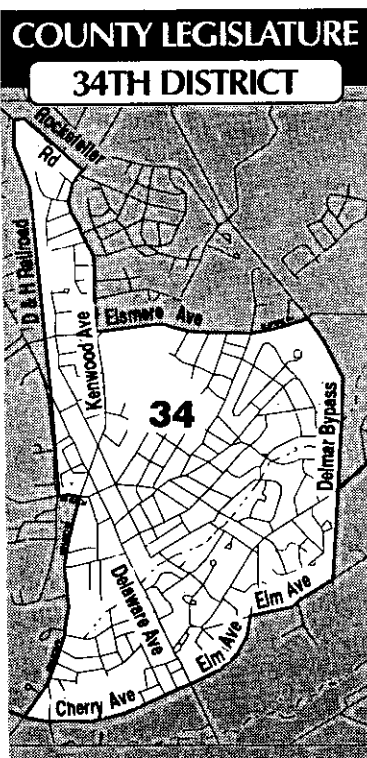 COUNTY LEGISLATURE
34TH DISTRICT
Rockefeller
Rd
D & H Railroad
Elsmere Ave
Kenwood Ave
34
Delmar Bypass
Delaware Ave
Elm Ave
Elm Ave
Cherry Ave